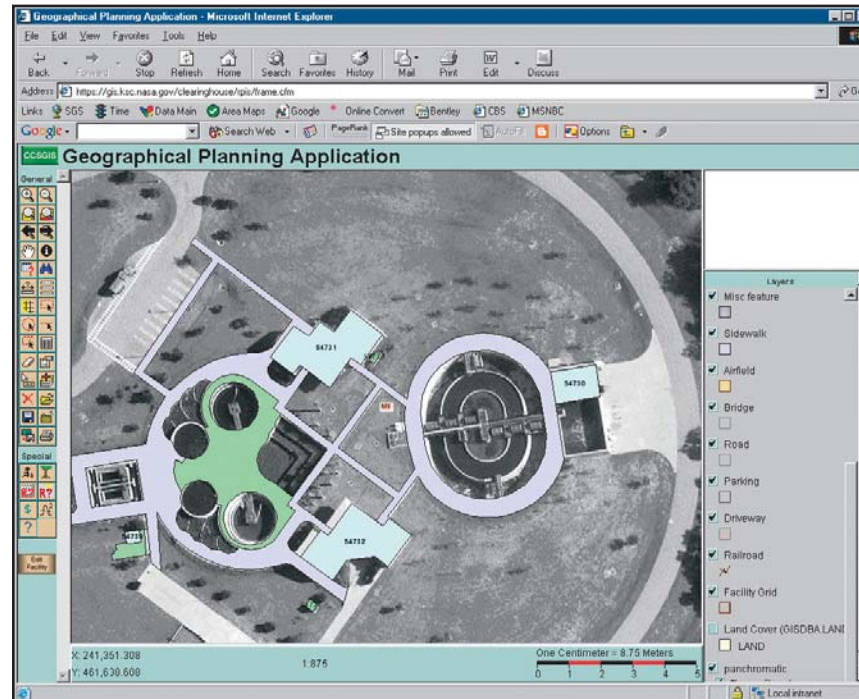 Geographical Planning Application - Microsoft Internet Explorer
File Edit View Favorites Tools Help
Back Forward Stop Refresh Home Search Favorites History Mail Print Edit Discuss
Address https://gis.ksc.nasa.gov/clearinghouse/rpis/frame.cfm
Links SGS Time Data Main Area Maps Google Online Convert Bentley CBS MSNBC
Google Search Web PageRank Site popups allowed AutoFill Options
CCSGIS Geographical Planning Application
General
Special
R?
$
?
Edit
Facility
54731
54730
MH
54732
Layers
Misc feature
Sidewalk
Airfield
Bridge
Road
Parking
Driveway
Railroad
Facility Grid
Land Cover (GISDBA.LAND
LAND
panchromatic
X: 241,351.308
Y: 461,638.688
1:875
One Centimeter = 8.75 Meters
0 1 2 3 4 5
Local intranet